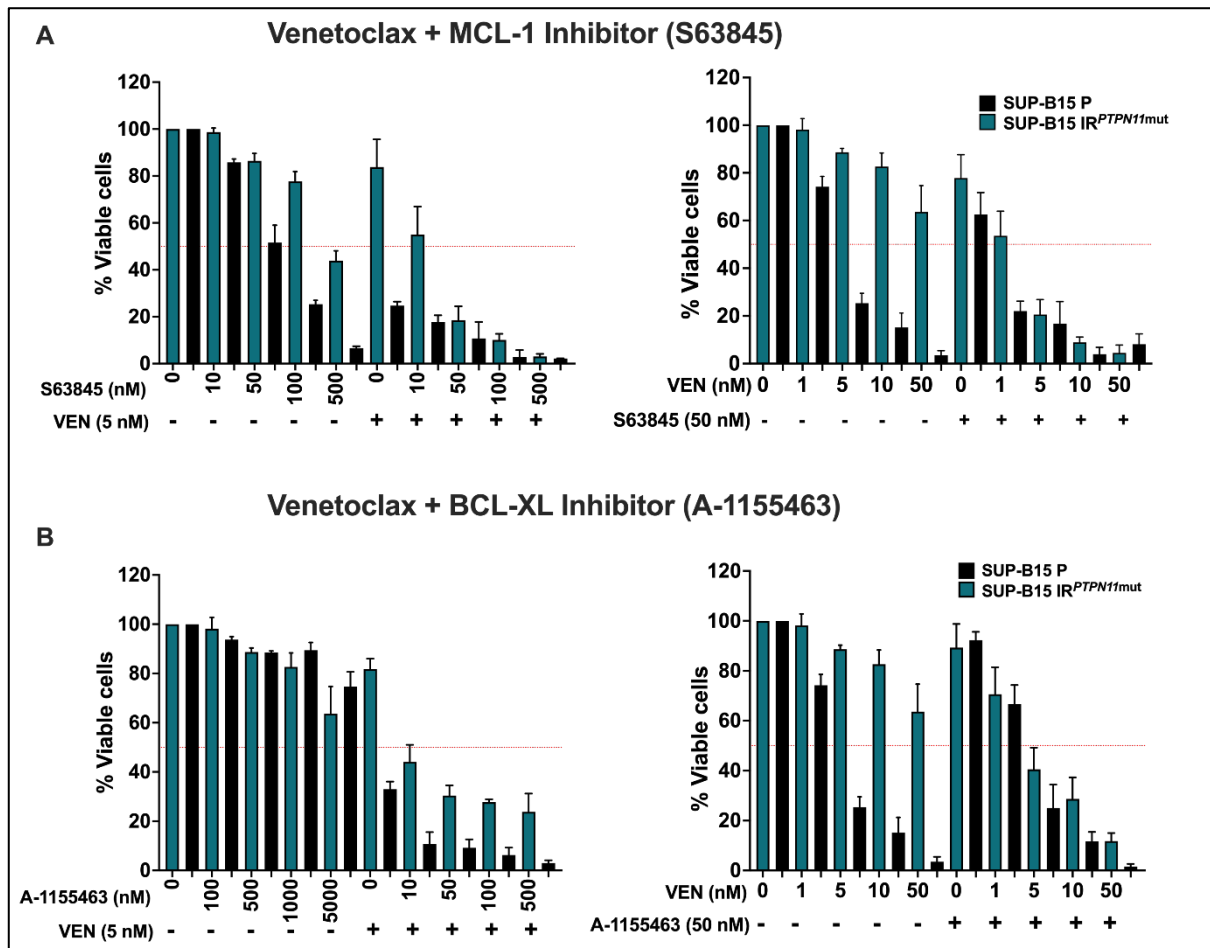 A
Venetoclax + MCL-1 Inhibitor (S63845)
% Viable cells
120
100
80
60
40
20
0
S63845 (nM) 0 10 50 100 500 0 10 50 100 500
VEN (5 nM) - - - - - + + + + +
% Viable cells
120
100
80
60
40
20
0
SUP-B15 P
SUP-B15 IR^PTPN11mut
VEN (nM) 0 1 5 10 50 0 1 5 10 50
S63845 (50 nM) - - - - - + + + + +
Venetoclax + BCL-XL Inhibitor (A-1155463)
B
% Viable cells
120
100
80
60
40
20
0
A-1155463 (nM) 0 100 5000 1000 5000 0 10 50 100 500
VEN (5 nM) - - - - - + + + + +
% Viable cells
120
100
80
60
40
20
0
SUP-B15 P
SUP-B15 IR^PTPN11mut
VEN (nM) 0 1 5 10 50 0 1 5 10 50
A-1155463 (50 nM) - - - - - + + + + +